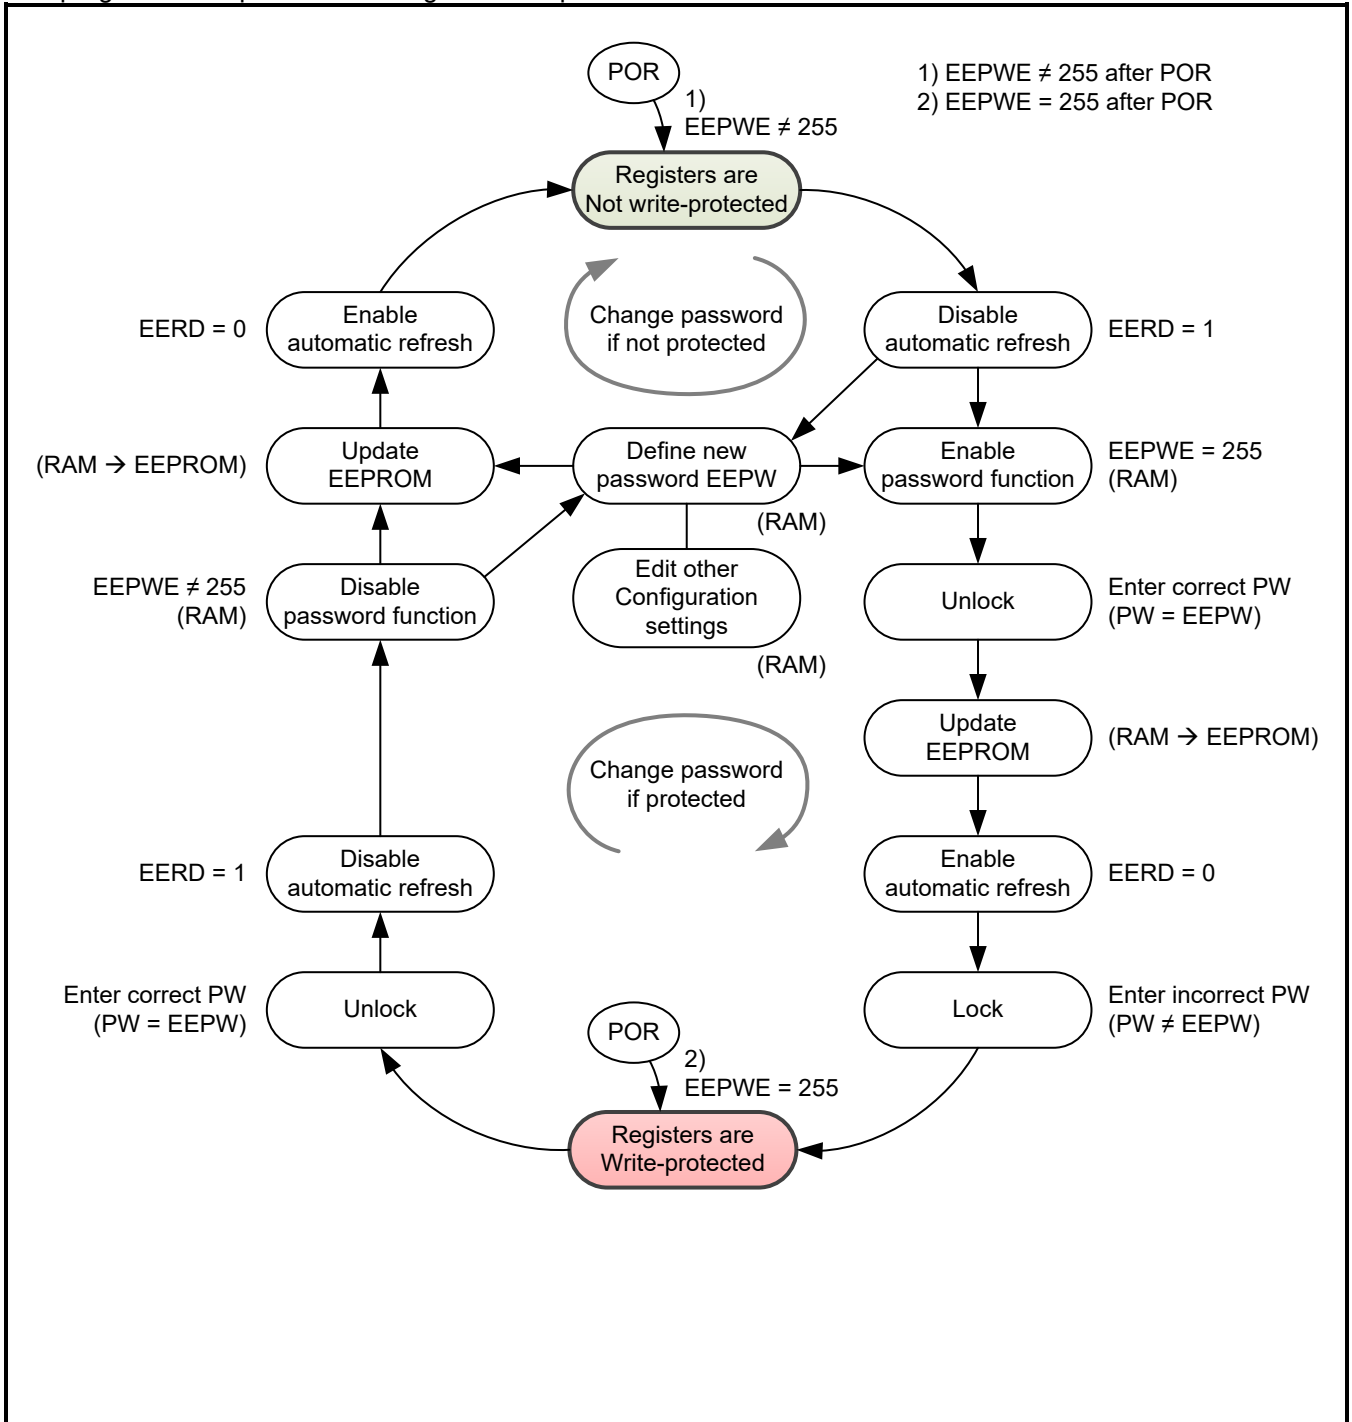 POR
1)
EEPWE ≠ 255
1) EEPWE ≠ 255 after POR
2) EEPWE = 255 after POR
Registers are
Not write-protected
EERD = 0
Enable
automatic refresh
Change password
if not protected
Disable
automatic refresh
EERD = 1
(RAM → EEPROM)
Update
EEPROM
Define new
password EEPW
(RAM)
Enable
password function
EEPWE = 255
(RAM)
EEPWE ≠ 255
(RAM)
Disable
password function
Edit other
Configuration
settings
(RAM)
Unlock
Enter correct PW
(PW = EEPW)
Update
EEPROM
(RAM → EEPROM)
Change password
if protected
EERD = 1
Disable
automatic refresh
Enable
automatic refresh
EERD = 0
Enter correct PW
(PW = EEPW)
Unlock
Lock
Enter incorrect PW
(PW ≠ EEPW)
POR
2)
EEPWE = 255
Registers are
Write-protected